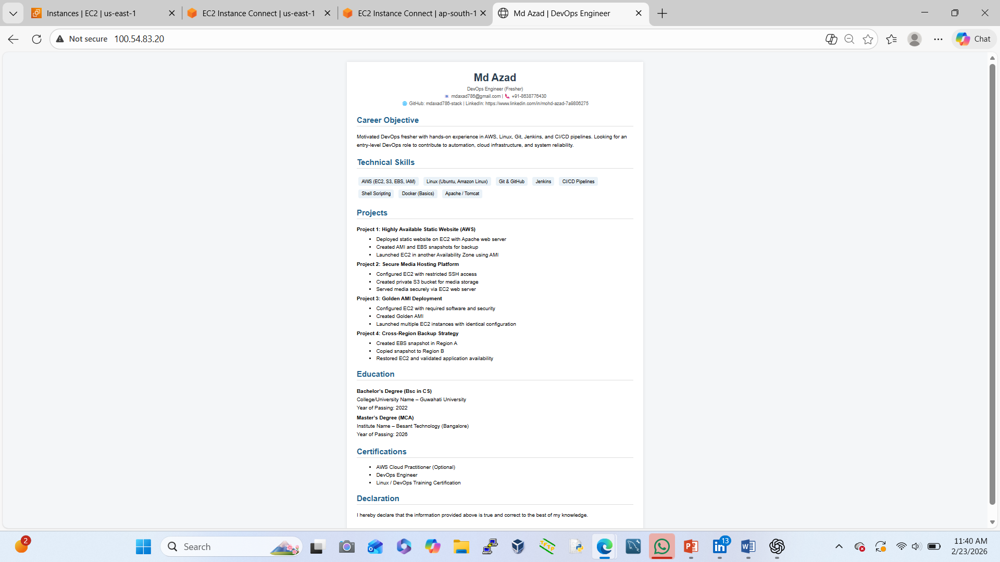 Instances | EC2 | us-east-1
EC2 Instance Connect | us-east-1
EC2 Instance Connect | ap-south-1
Md Azad | DevOps Engineer
Not secure 100.54.83.20
Chat
Md Azad
DevOps Engineer (Fresher)
mdaxad786@gmail.com | +91-8638776430
GitHub: mdaxad786-stack | LinkedIn: https://www.linkedin.com/in/mohd-azad-7a9806275
Career Objective
Motivated DevOps fresher with hands-on experience in AWS, Linux, Git, Jenkins, and CI/CD pipelines. Looking for an
entry-level DevOps role to contribute to automation, cloud infrastructure, and system reliability.
Technical Skills
AWS (EC2, S3, EBS, IAM) Linux (Ubuntu, Amazon Linux) Git & GitHub Jenkins CI/CD Pipelines
Shell Scripting Docker (Basics) Apache / Tomcat
Projects
Project 1: Highly Available Static Website (AWS)
• Deployed static website on EC2 with Apache web server
• Created AMI and EBS snapshots for backup
• Launched EC2 in another Availability Zone using AMI
Project 2: Secure Media Hosting Platform
• Configured EC2 with restricted SSH access
• Created private S3 bucket for media storage
• Served media securely via EC2 web server
Project 3: Golden AMI Deployment
• Configured EC2 with required software and security
• Created Golden AMI
• Launched multiple EC2 instances with identical configuration
Project 4: Cross-Region Backup Strategy
• Created EBS snapshot in Region A
• Copied snapshot to Region B
• Restored EC2 and validated application availability
Education
Bachelor's Degree (Bsc in CS)
College/University Name – Guwahati University
Year of Passing: 2022
Master's Degree (MCA)
Institute Name – Besant Technology (Bangalore)
Year of Passing: 2026
Certifications
• AWS Cloud Practitioner (Optional)
• DevOps Engineer
• Linux / DevOps Training Certification
Declaration
I hereby declare that the information provided above is true and correct to the best of my knowledge.
2
Search
TFTP
13
11:40 AM
2/23/2026